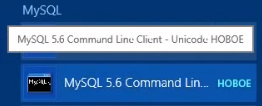 MySQL
MySQL 5.6 Command Line Client - Unicode НОВОЕ
MySQL 5.6 Command Lin... НОВОЕ